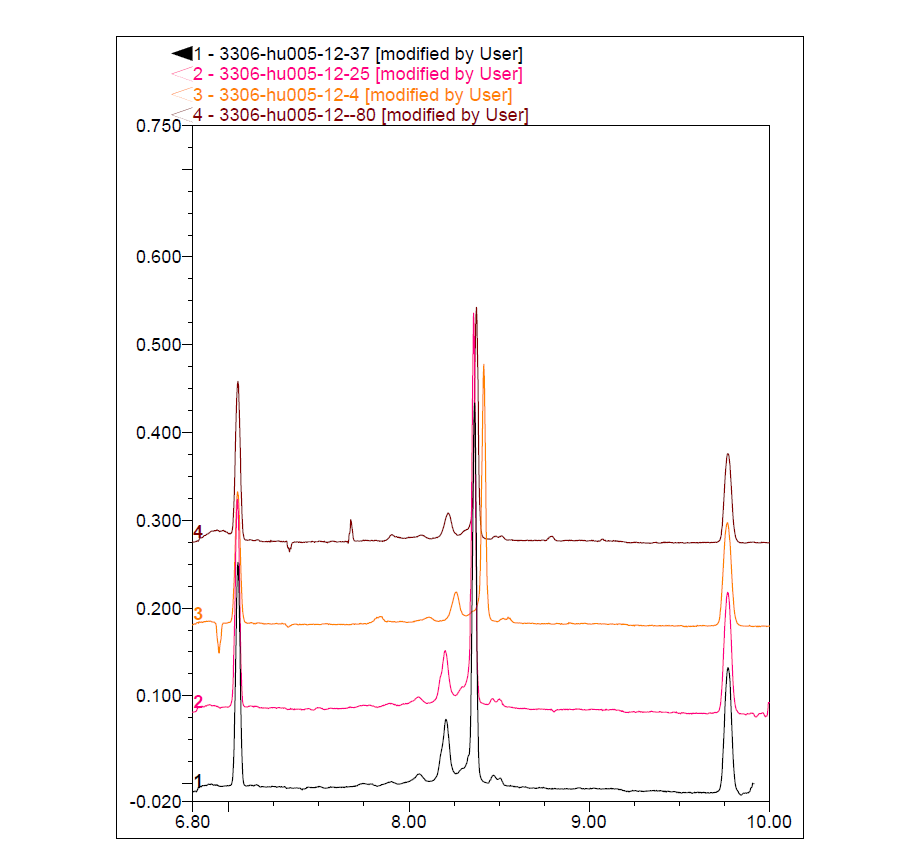 1 - 3306-hu005-12-37 [modified by User]
2 - 3306-hu005-12-25 [modified by User]
3 - 3306-hu005-12-4 [modified by User]
4 - 3306-hu005-12--80 [modified by User]
0.750
0.600
0.500
0.400
0.300
4
0.200
3
0.100
2
1
-0.020
6.80 8.00 9.00 10.00